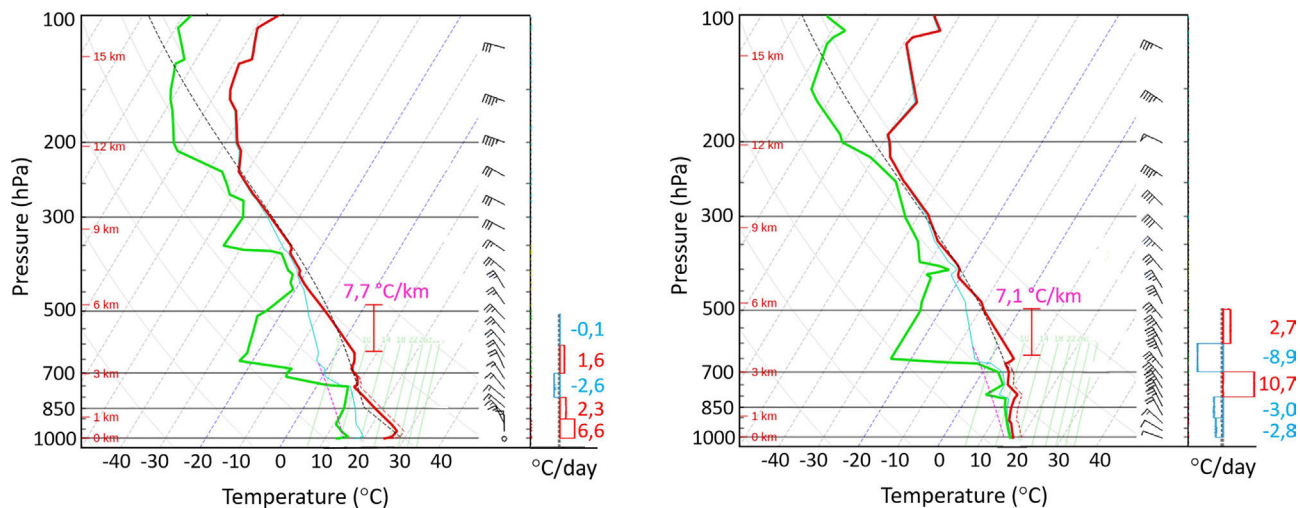 100
15 km
200
12 km
300
9 km
7,7 °C/km
500
6 km
700
3 km
850
1 km
1000
0 km
-40 -30 -20 -10 0 10 20 30 40
Temperature (°C)
Pressure (hPa)
-0,1
1,6
-2,6
2,3
6,6
°C/day
100
15 km
200
12 km
300
9 km
7,1 °C/km
500
6 km
700
3 km
850
1 km
1000
0 km
-40 -30 -20 -10 0 10 20 30 40
Temperature (°C)
Pressure (hPa)
2,7
-8,9
10,7
-3,0
-2,8
°C/day